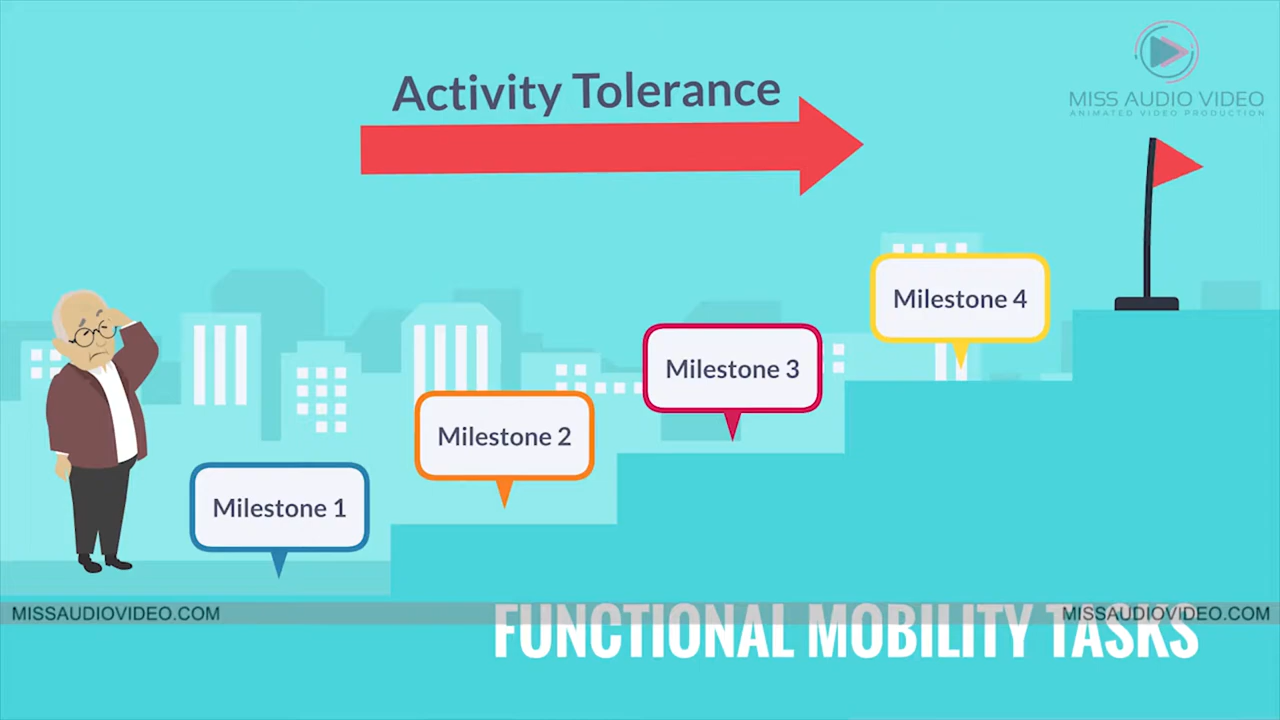 MISS AUDIO VIDEO
ANIMATED VIDEO PRODUCTION
Activity Tolerance
Milestone 4
Milestone 3
Milestone 2
Milestone 1
MISSAUDIOVIDEO.COM
MISSAUDIOVIDEO.COM
FUNCTIONAL MOBILITY TASKS